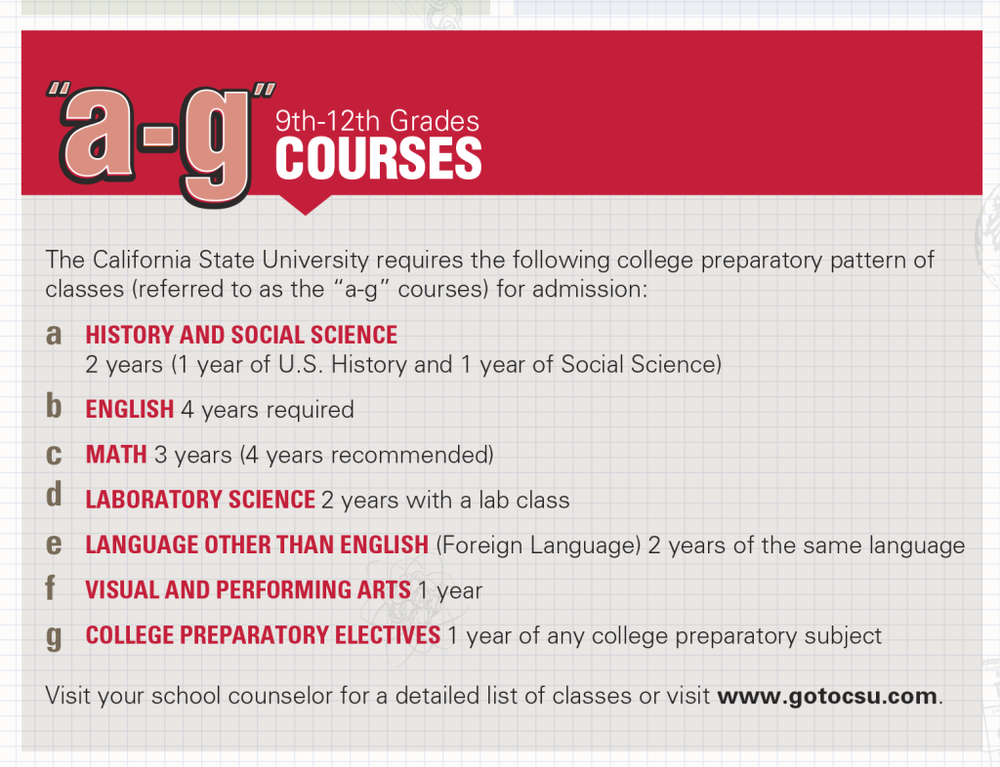 “a-g”
9th-12th Grades
COURSES
The California State University requires the following college preparatory pattern of
classes (referred to as the “a-g” courses) for admission:
a HISTORY AND SOCIAL SCIENCE
2 years (1 year of U.S. History and 1 year of Social Science)
b ENGLISH 4 years required
c MATH 3 years (4 years recommended)
d LABORATORY SCIENCE 2 years with a lab class
e LANGUAGE OTHER THAN ENGLISH (Foreign Language) 2 years of the same language
f VISUAL AND PERFORMING ARTS 1 year
g COLLEGE PREPARATORY ELECTIVES 1 year of any college preparatory subject
Visit your school counselor for a detailed list of classes or visit www.gotocsu.com.